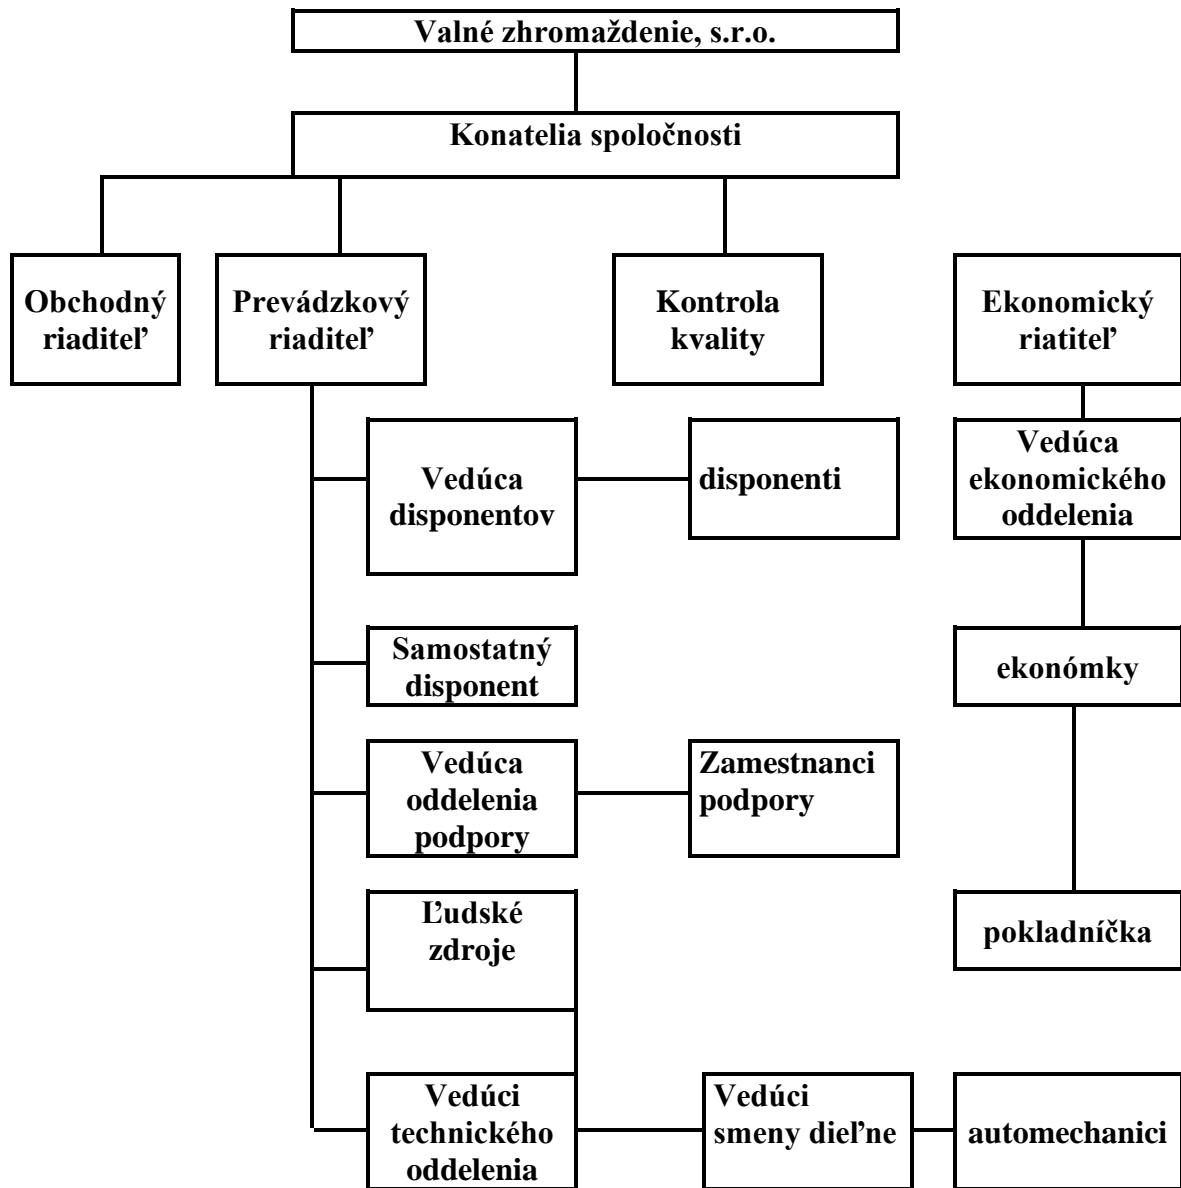 Valné zhromaždenie, s.r.o.
Konatelia spoločnosti
Obchodný
riaditeľ
Prevádzkový
riaditeľ
Kontrola
kvality
Ekonomický
riatiteľ
Vedúca
disponentov
disponenti
Vedúca
ekonomického
oddelenia
Samostatný
disponent
ekonómky
Vedúca
oddelenia
podpory
Zamestnanci
podpory
Ľudské
zdroje
pokladníčka
Vedúci
technického
oddelenia
Vedúci
smeny dieľne
automechanici